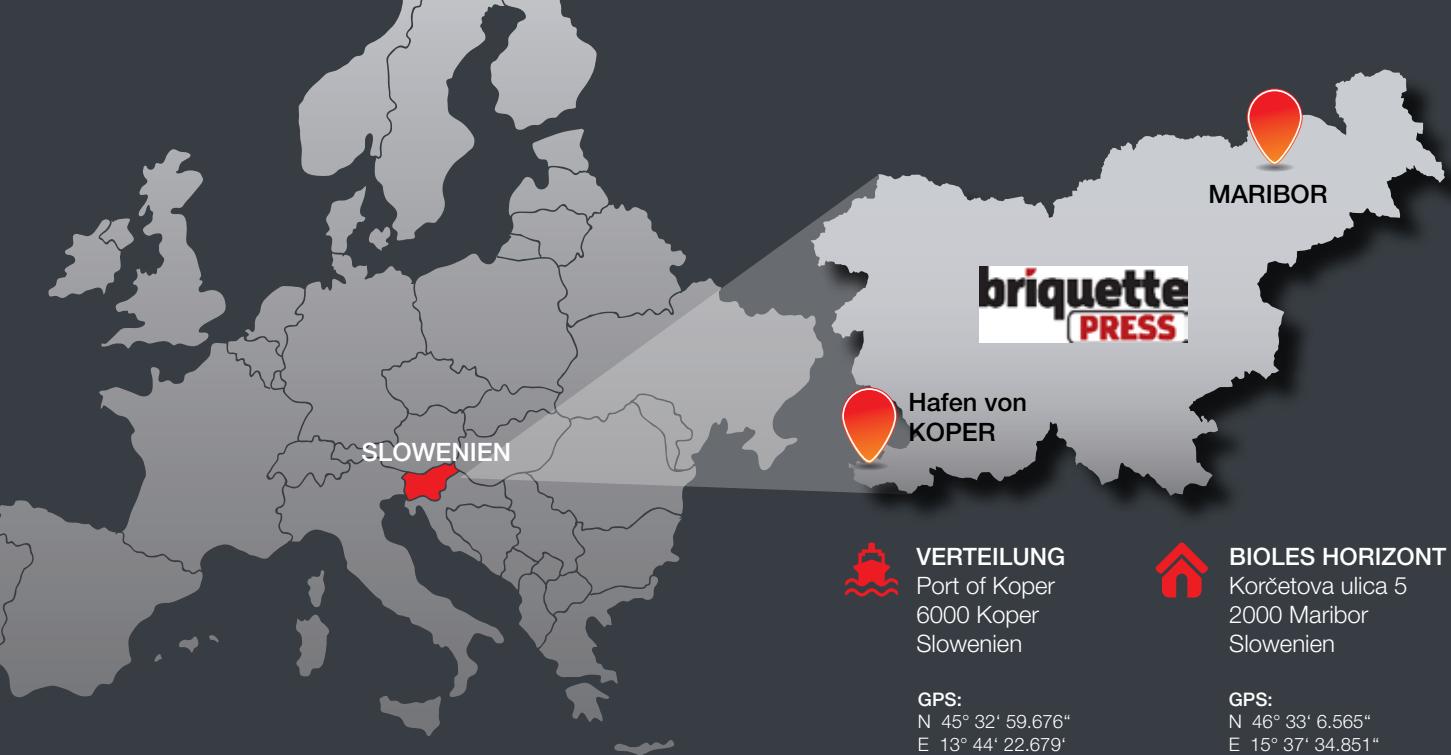 SLOWENIEN
MARIBOR
briquette
PRESS
Hafen von
KOPER
VERTEILUNG
Port of Koper
6000 Koper
Slowenien
GPS:
N 45° 32‘ 59.676“
E 13° 44‘ 22.679‘
BIOLES HORIZONT
Korčetova ulica 5
2000 Maribor
Slowenien
GPS:
N 46° 33‘ 6.565“
E 15° 37‘ 34.851“